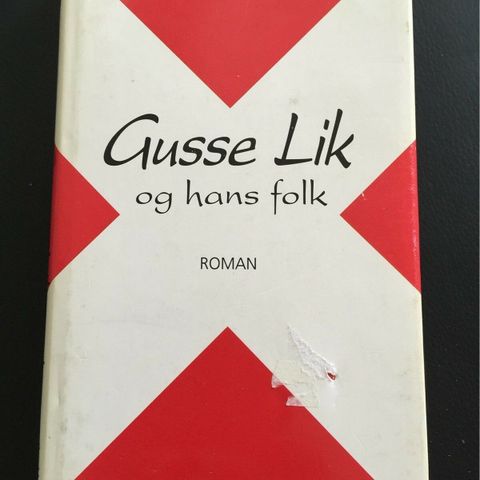 Gusse Lik
og hans folk
ROMAN